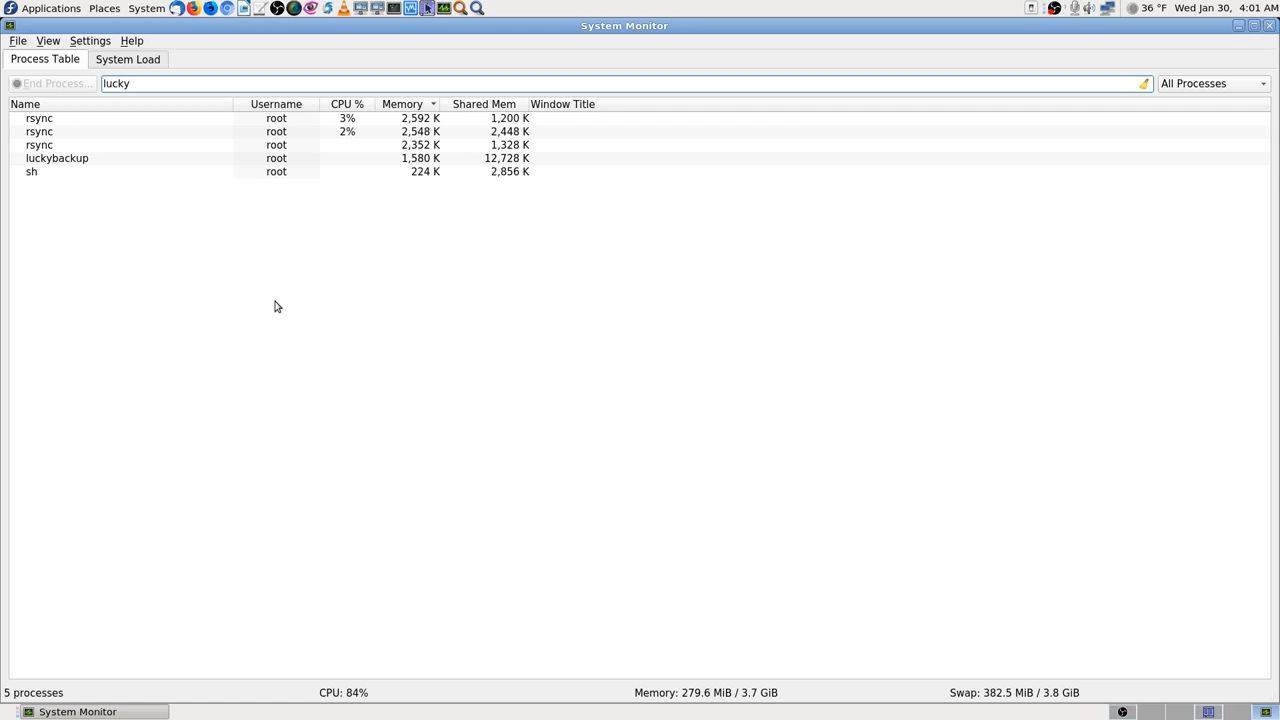 Applications Places System 36 °F Wed Jan 30, 4:01 AM
System Monitor
File View Settings Help
Process Table System Load
End Process... lucky All Processes
Name Username CPU % Memory Shared Mem Window Title
rsync root 3% 2,592 K 1,200 K
rsync root 2% 2,548 K 2,448 K
rsync root 2,352 K 1,328 K
luckybackup root 1,580 K 12,728 K
sh root 224 K 2,856 K
5 processes CPU: 84% Memory: 279.6 MiB / 3.7 GiB Swap: 382.5 MiB / 3.8 GiB
System Monitor